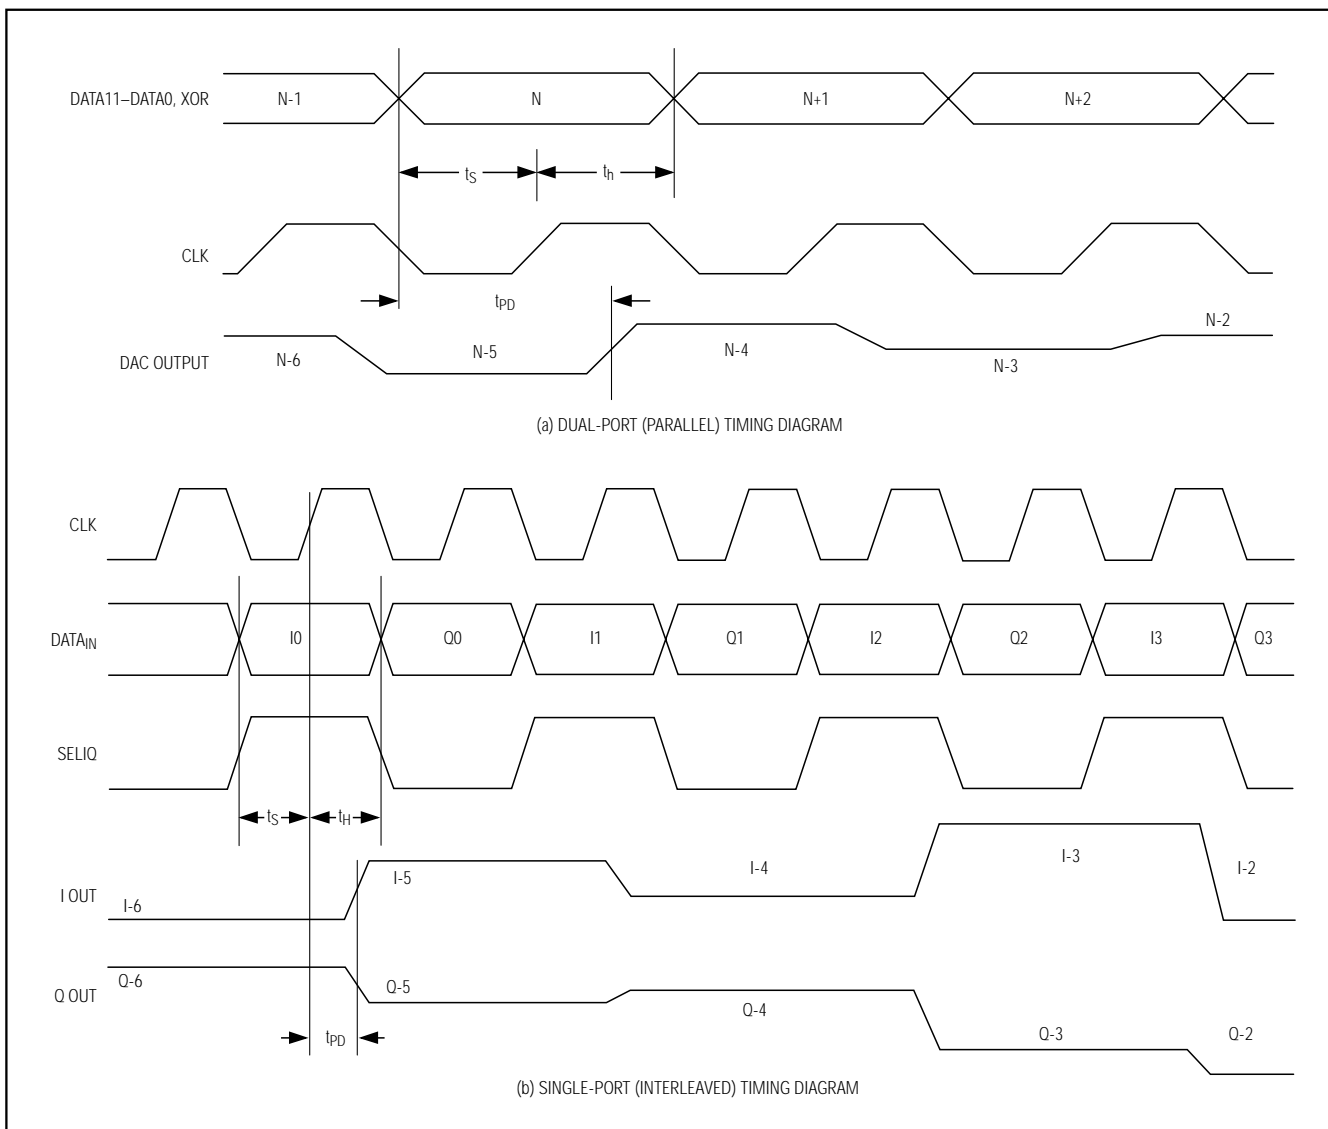 DATA11–DATA0, XOR
N-1
N
N+1
N+2
tS
th
CLK
tPD
DAC OUTPUT
N-6
N-5
N-4
N-3
N-2
(a) DUAL-PORT (PARALLEL) TIMING DIAGRAM
CLK
DATAIN
I0
Q0
I1
Q1
I2
Q2
I3
Q3
SELIQ
tS
tH
I OUT
I-6
I-5
I-4
I-3
I-2
Q OUT
Q-6
Q-5
Q-4
Q-3
Q-2
tPD
(b) SINGLE-PORT (INTERLEAVED) TIMING DIAGRAM